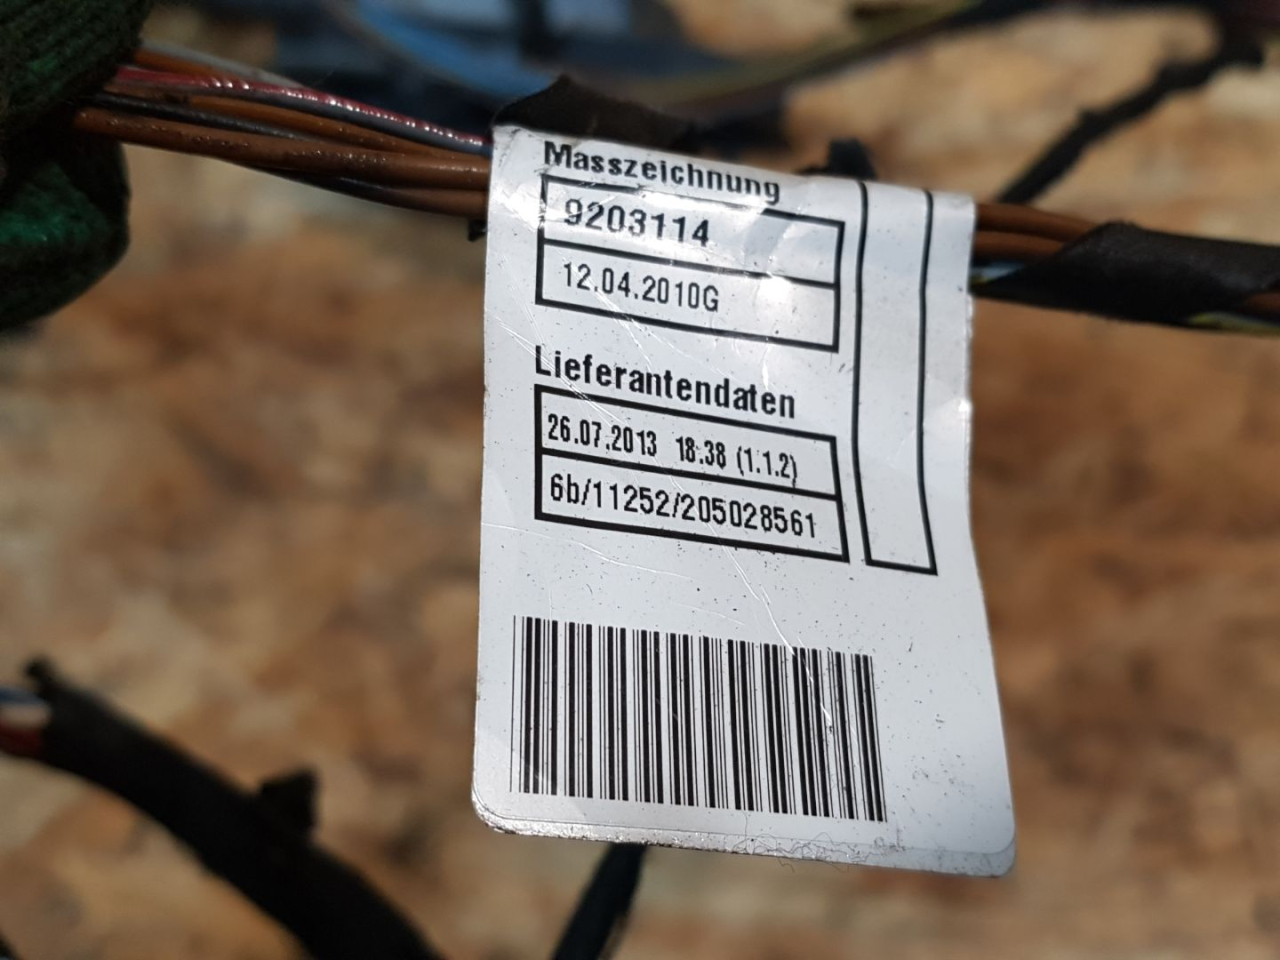 Masszeichnung
9203114
12.04.2010G
Lieferantendaten
26.07.2013 18:38 (1.1.2)
6b/11252/205028561